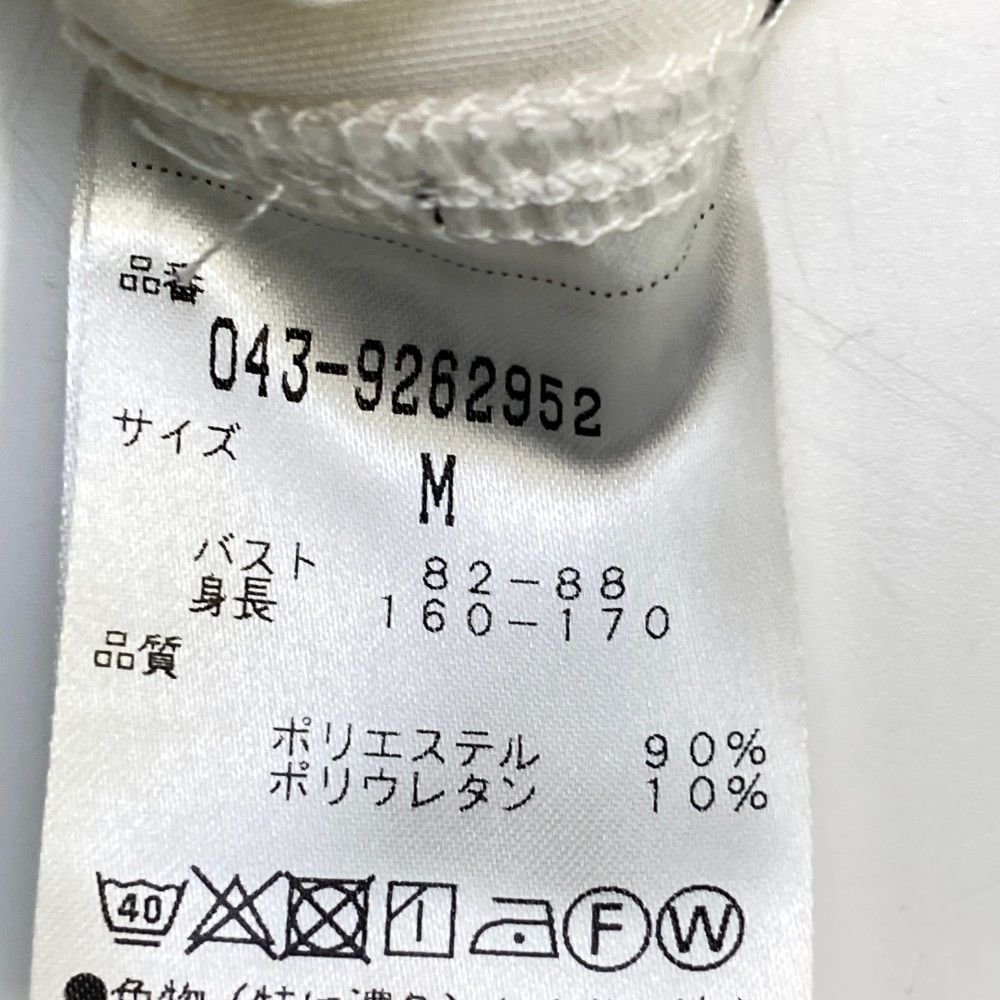 品番
043-9262952
サイズ
M
バスト 82-88
身長 160-170
品質
ポリエステル 90%
ポリウレタン 10%
40 F W